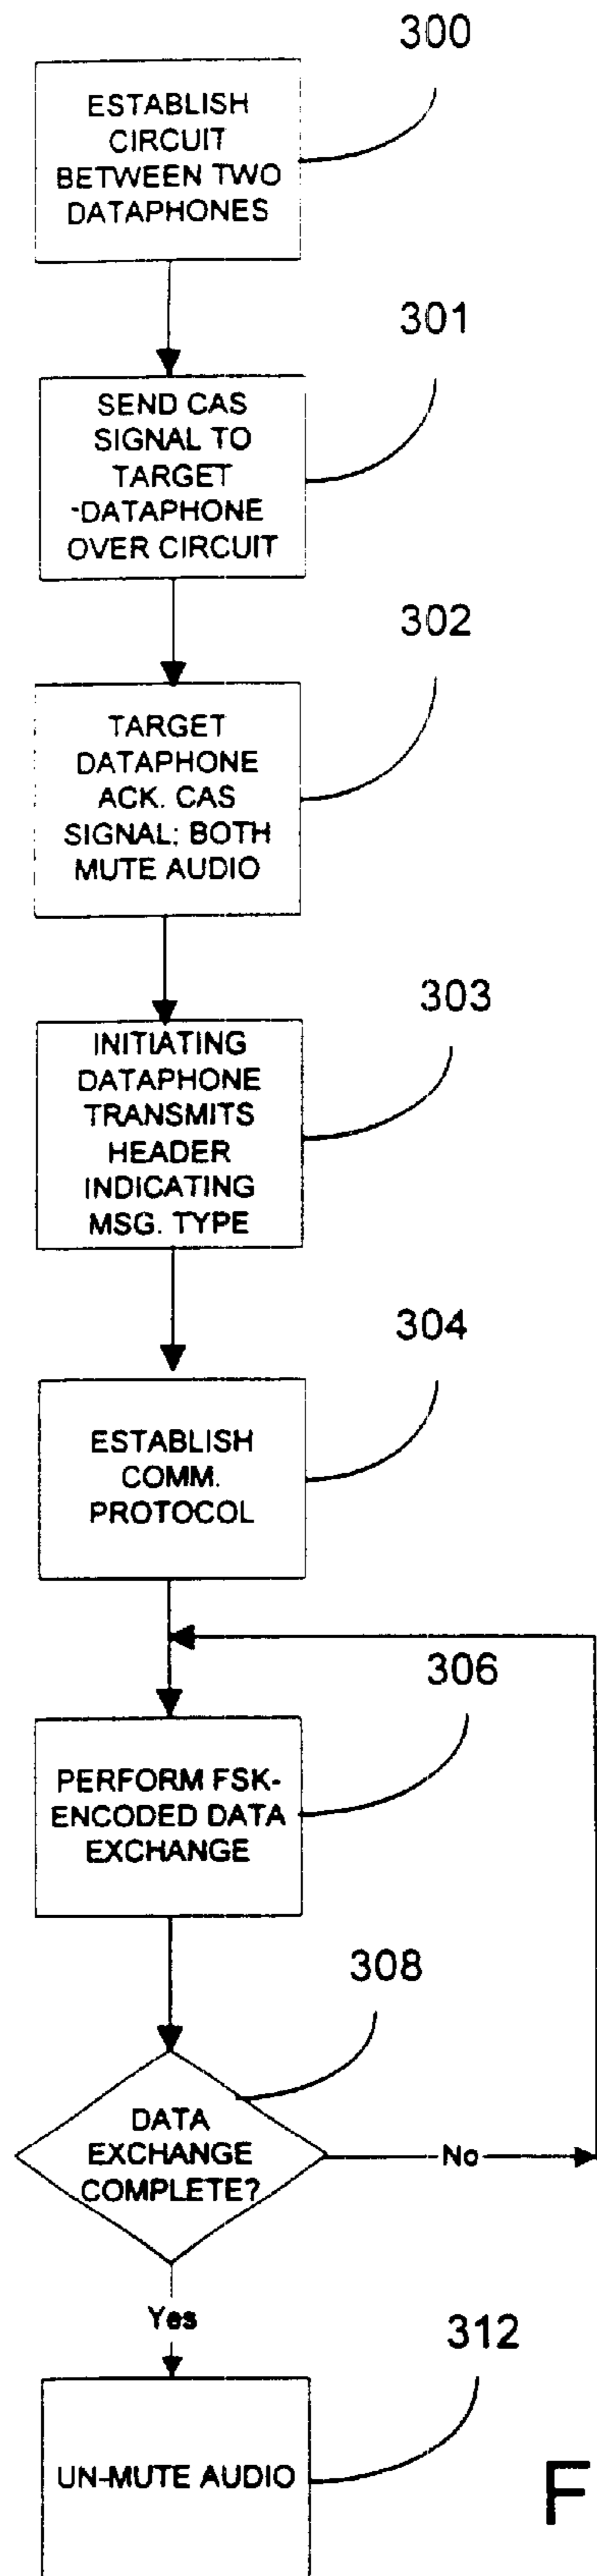 300
ESTABLISH
CIRCUIT
BETWEEN TWO
DATAPHONES
301
SEND CAS
SIGNAL TO
TARGET
-DATAPHONE
OVER CIRCUIT
302
TARGET
DATAPHONE
ACK. CAS
SIGNAL; BOTH
MUTE AUDIO
303
INITIATING
DATAPHONE
TRANSMITS
HEADER
INDICATING
MSG. TYPE
304
ESTABLISH
COMM.
PROTOCOL
306
PERFORM FSK-
ENCODED DATA
EXCHANGE
308
DATA
EXCHANGE
COMPLETE?
No
Yes
312
UN-MUTE AUDIO
F